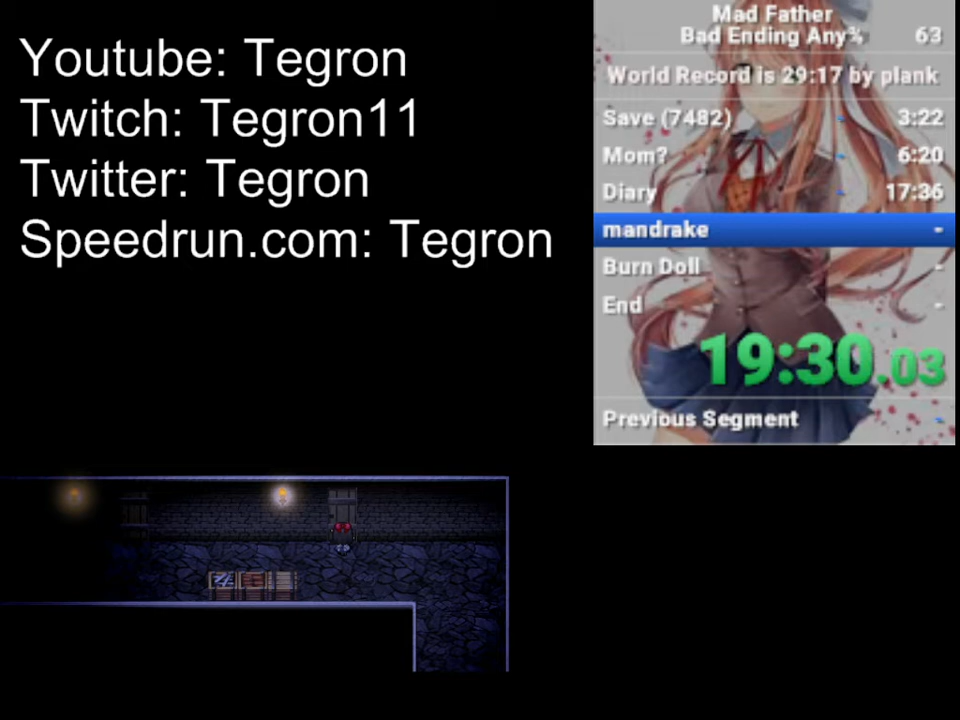 Youtube: Tegron
Twitch: Tegron11
Twitter: Tegron
Speedrun.com: Tegron
Mad Father
Bad Ending Any% 63
World Record is 29:17 by plank
Save (7482) - 3:22
Mom? - 6:20
Diary - 17:36
mandrake -
Burn Doll -
End -
19:30.03
Previous Segment -